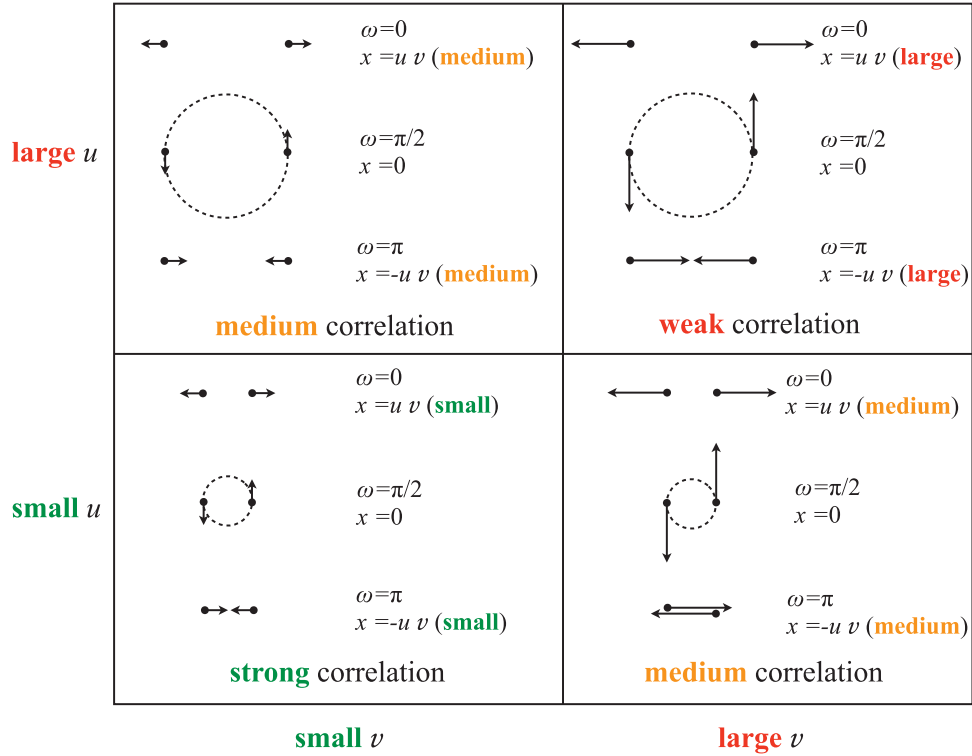 ω=0
x =u v (medium)
ω=π/2
x =0
ω=π
x =-u v (medium)
medium correlation
ω=0
x =u v (large)
ω=π/2
x =0
ω=π
x =-u v (large)
weak correlation
large u
ω=0
x =u v (small)
ω=π/2
x =0
ω=π
x =-u v (small)
strong correlation
ω=0
x =u v (medium)
ω=π/2
x =0
ω=π
x =-u v (medium)
medium correlation
small u
small v
large v